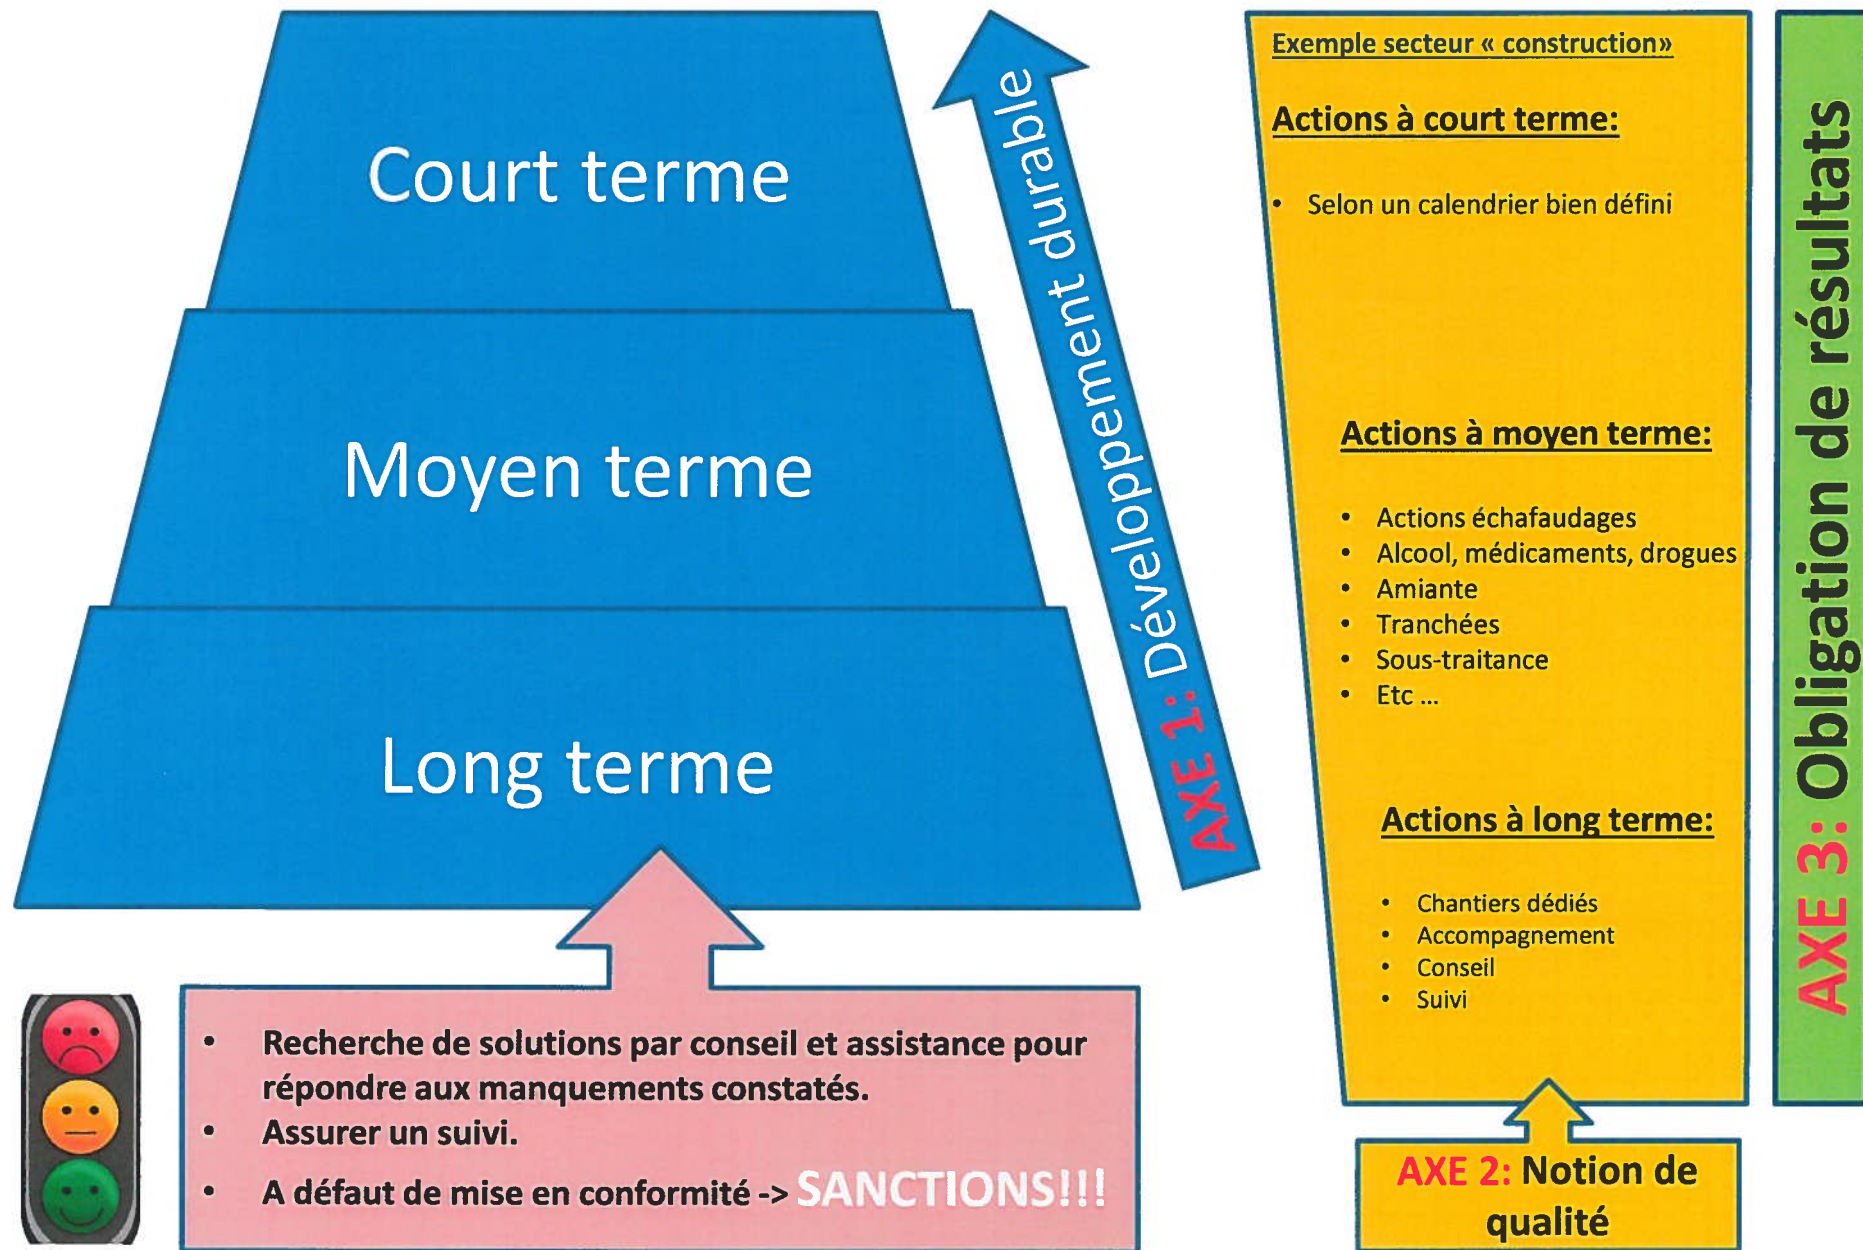 Court terme
Moyen terme
Long terme
AXE 1: Développement durable
• Recherche de solutions par conseil et assistance pour
répondre aux manquements constatés.
• Assurer un suivi.
• A défaut de mise en conformité -> SANCTIONS!!!
Exemple secteur « construction»
Actions à court terme:
• Selon un calendrier bien défini
Actions à moyen terme:
• Actions échafaudages
• Alcool, médicaments, drogues
• Amiante
• Tranchées
• Sous-traitance
• Etc ...
Actions à long terme:
• Chantiers dédiés
• Accompagnement
• Conseil
• Suivi
AXE 2: Notion de
qualité
AXE 3: Obligation de résultats